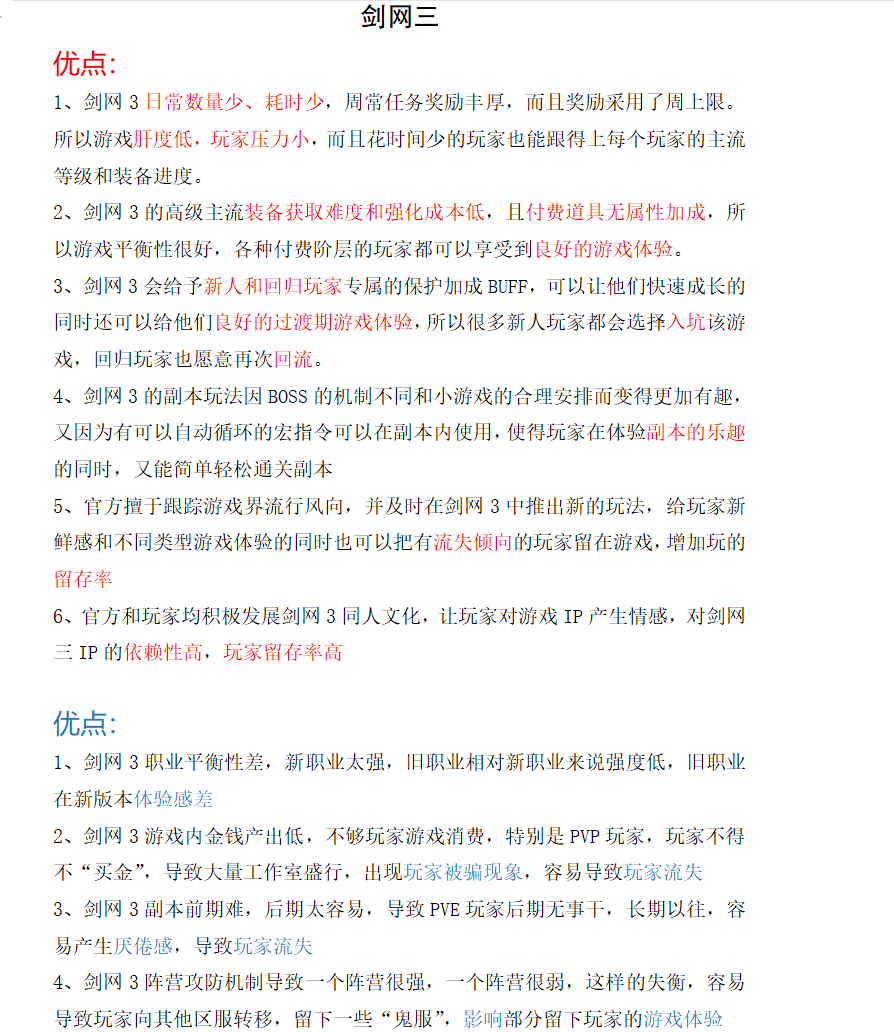 剑网三
优点：
1、剑网 3 日常数量少、耗时少，周常任务奖励丰厚，而且奖励采用了周上限。
所以游戏肝度低，玩家压力小，而且花时间少的玩家也能跟得上每个玩家的主流
等级和装备进度。
2、剑网 3 的高级主流装备获取难度和强化成本低，且付费道具无属性加成，所
以游戏平衡性很好，各种付费阶层的玩家都可以享受到良好的游戏体验。
3、剑网 3 会给予新人和回归玩家专属的保护加成 BUFF，可以让他们快速成长的
同时还可以给他们良好的过渡期游戏体验，所以很多新人玩家都会选择入坑该游
戏，回归玩家也愿意再次回流。
4、剑网 3 的副本玩法因 BOSS 的机制不同和小游戏的合理安排而变得更加有趣，
又因为有可以自动循环的宏指令可以在副本内使用，使得玩家在体验副本的乐趣
的同时，又能简单轻松通关副本
5、官方擅于跟踪游戏界流行风向，并及时在剑网 3 中推出新的玩法，给玩家新
鲜感和不同类型游戏体验的同时也可以把有流失倾向的玩家留在游戏，增加玩的
留存率
6、官方和玩家均积极发展剑网 3 同人文化，让玩家对游戏 IP 产生情感，对剑网
三 IP 的依赖性高，玩家留存率高
优点：
1、剑网 3 职业平衡性差，新职业太强，旧职业相对新职业来说强度低，旧职业
在新版本体验感差
2、剑网 3 游戏内金钱产出低，不够玩家游戏消费，特别是 PVP 玩家，玩家不得
不“买金”，导致大量工作室盛行，出现玩家被骗现象，容易导致玩家流失
3、剑网 3 副本前期难，后期太容易，导致 PVE 玩家后期无事干，长期以往，容
易产生厌倦感，导致玩家流失
4、剑网 3 阵营攻防机制导致一个阵营很强，一个阵营很弱，这样的失衡，容易
导致玩家向其他区服转移，留下一些“鬼服”，影响部分留下玩家的游戏体验